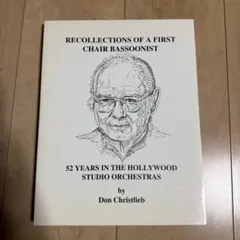 RECOLLECTIONS OF A FIRST
CHAIR BASSOONIST
52 YEARS IN THE HOLLYWOOD
STUDIO ORCHESTRAS
by
Don Christlieb